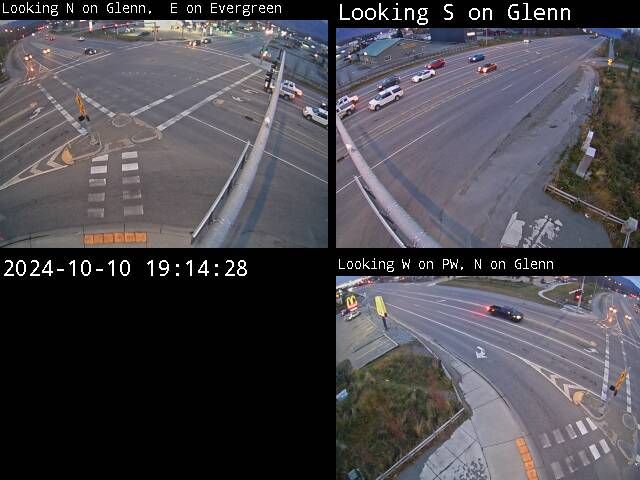 Looking N on Glenn,  E on Evergreen
Looking S on Glenn
2024-10-10 19:14:28
Looking W on PW, N on Glenn